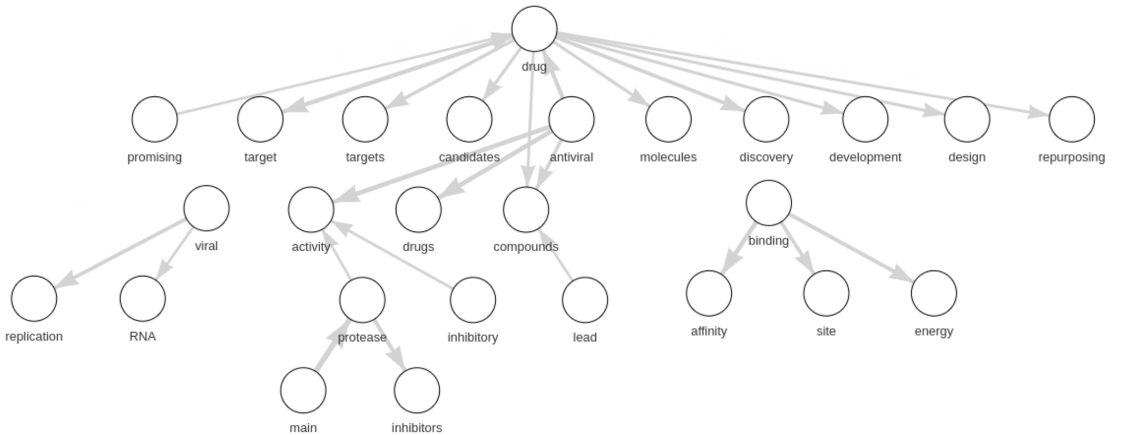 drug
promising
target
targets
candidates
antiviral
molecules
discovery
development
design
repurposing
viral
activity
drugs
compounds
binding
replication
RNA
protease
inhibitory
lead
affinity
site
energy
main
inhibitors